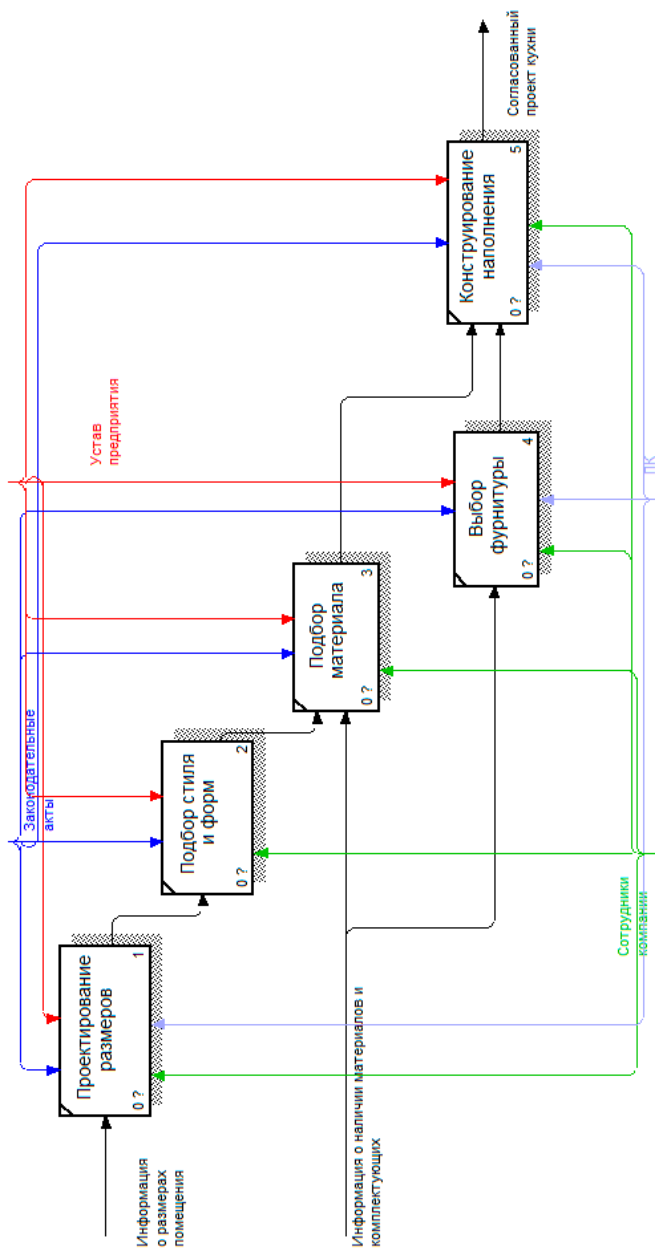 Законодательные
акты
Устав
предприятия
Информация
о размерах
помещения
Проектирование
размеров
0 ?
1
Подбор стиля
и форм
0 ?
2
Подбор
материала
0 ?
3
Выбор
фурнитуры
0 ?
4
Конструирование
наполнения
0 ?
5
Согласованный
проект кухни
Информация о наличии материалов и
комплектующих
Сотрудники
компании
ПК